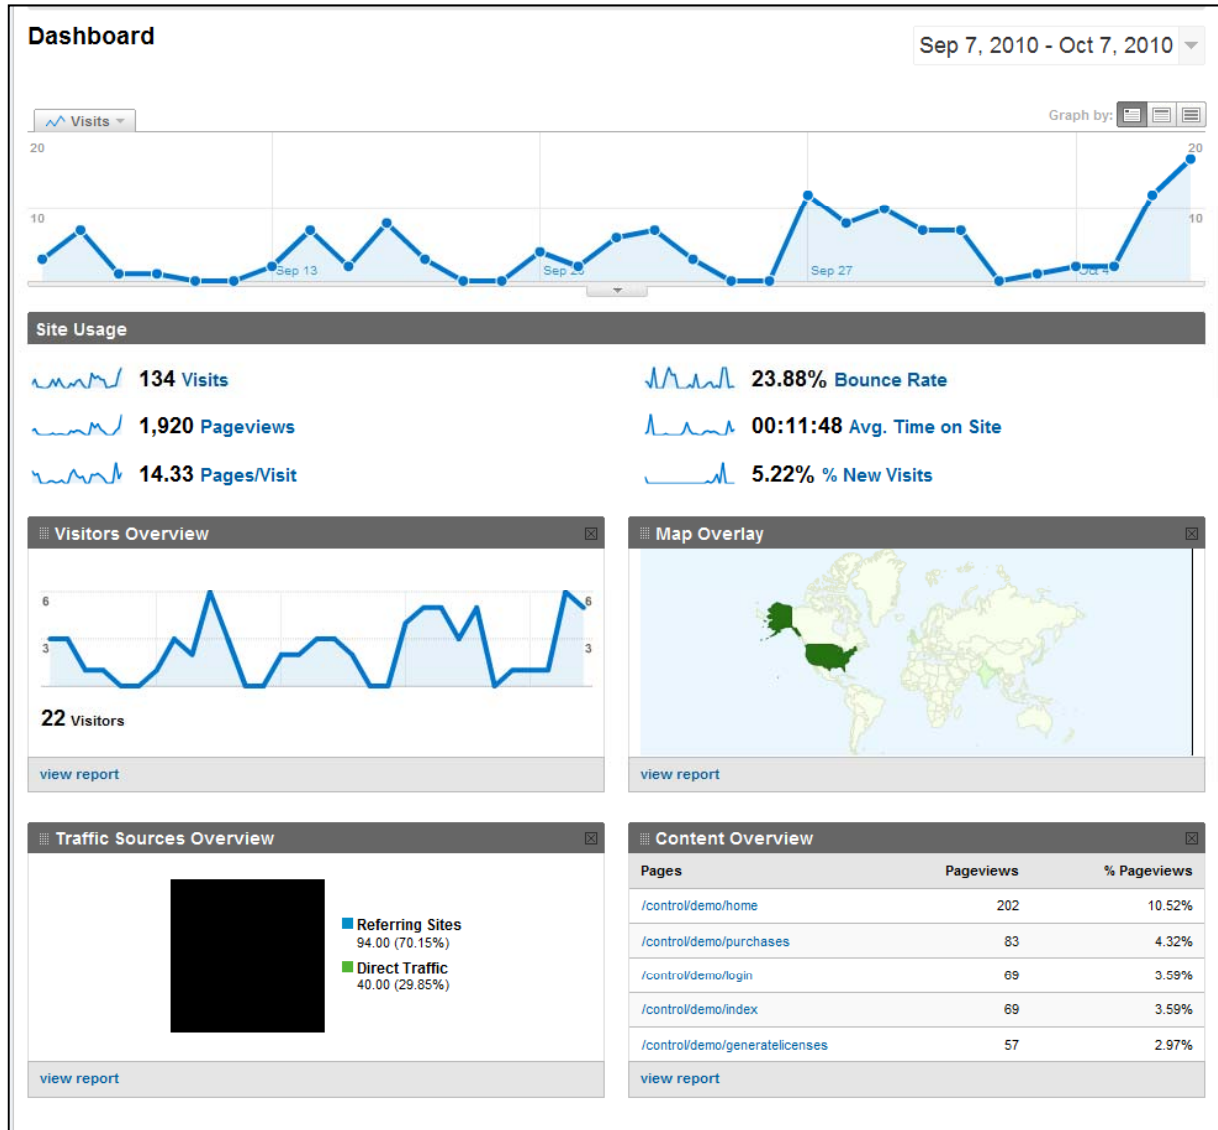 Dashboard
Sep 7, 2010 - Oct 7, 2010
Visits
Graph by:
20
20
10
10
Sep 13
Sep 27
Oct 4
Site Usage
134 Visits
23.88% Bounce Rate
1,920 Pageviews
00:11:48 Avg. Time on Site
14.33 Pages/Visit
5.22% % New Visits
Visitors Overview
6
6
3
3
22 Visitors
view report
Map Overlay
view report
Traffic Sources Overview
Referring Sites
94.00 (70.15%)
Direct Traffic
40.00 (29.85%)
view report
Content Overview
Pages Pageviews % Pageviews
/control/demo/home 202 10.52%
/control/demo/purchases 83 4.32%
/control/demo/login 69 3.59%
/control/demo/index 69 3.59%
/control/demo/generatelicenses 57 2.97%
view report